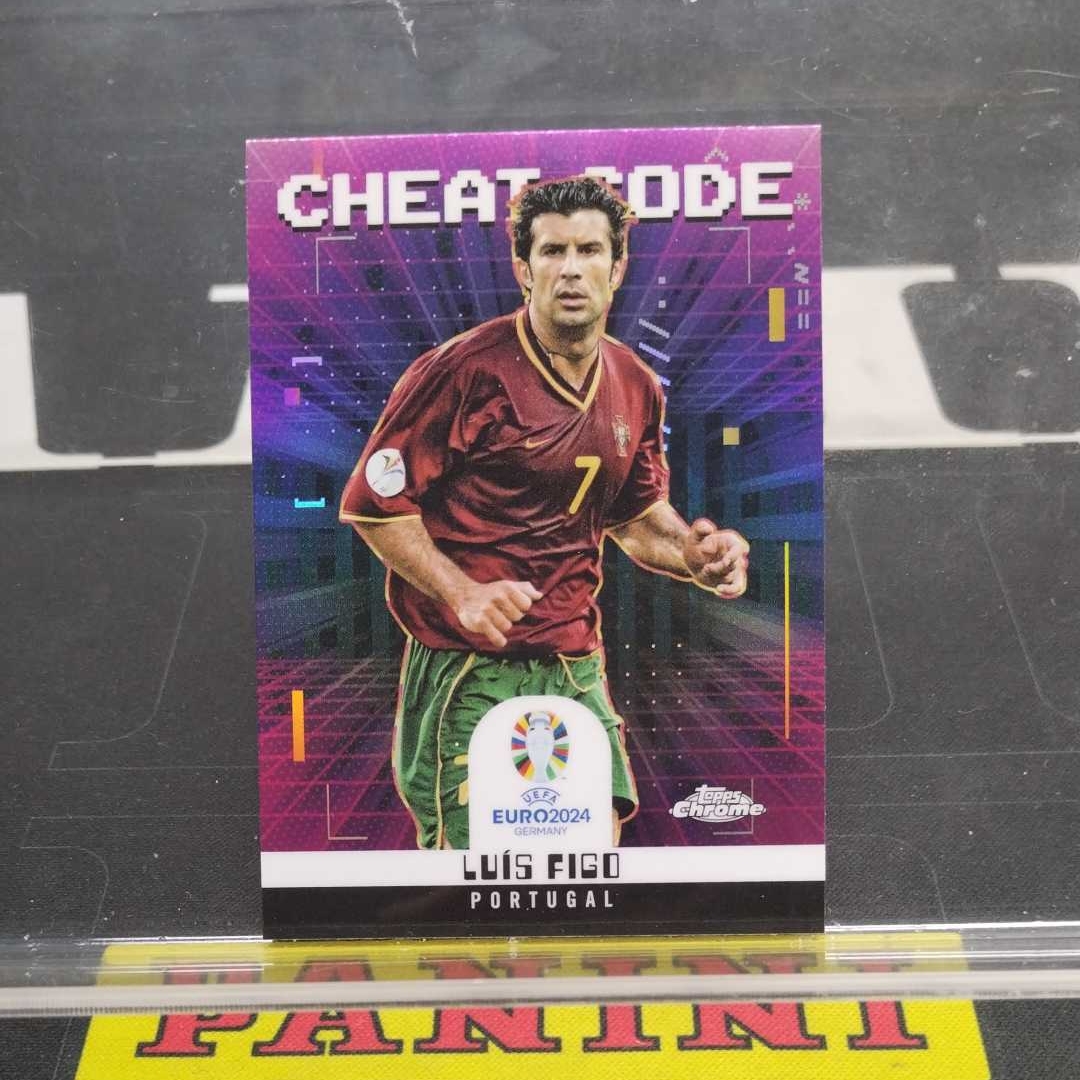 CHEAT CODE
7
UEFA
EURO2024
GERMANY
Topps
Chrome
LUÍS FIGO
PORTUGAL
PANINI